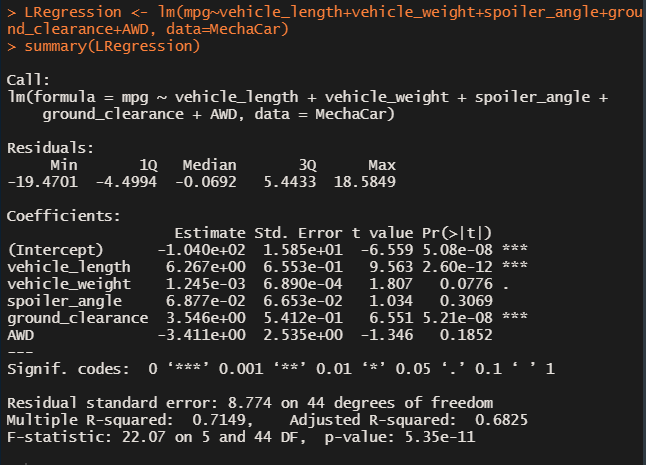 > LRegression <- lm(mpg~vehicle_length+vehicle_weight+spoiler_angle+grou
nd_clearance+AWD, data=MechaCar)
> summary(LRegression)
Call:
lm(formula = mpg ~ vehicle_length + vehicle_weight + spoiler_angle +
    ground_clearance + AWD, data = MechaCar)
Residuals:
     Min       1Q   Median       3Q      Max
-19.4701  -4.4994  -0.0692   5.4433  18.5849
Coefficients:
                   Estimate Std. Error t value Pr(>|t|)
(Intercept)      -1.040e+02  1.585e+01  -6.559 5.08e-08 ***
vehicle_length    6.267e+00  6.553e-01   9.563 2.60e-12 ***
vehicle_weight    1.245e-03  6.890e-04   1.807   0.0776 .
spoiler_angle     6.877e-02  6.653e-02   1.034   0.3069
ground_clearance  3.546e+00  5.412e-01   6.551 5.21e-08 ***
AWD              -3.411e+00  2.535e+00  -1.346   0.1852
---
Signif. codes:  0 ‘***’ 0.001 ‘**’ 0.01 ‘*’ 0.05 ‘.’ 0.1 ‘ ’ 1
Residual standard error: 8.774 on 44 degrees of freedom
Multiple R-squared:  0.7149,    Adjusted R-squared:  0.6825
F-statistic: 22.07 on 5 and 44 DF,  p-value: 5.35e-11